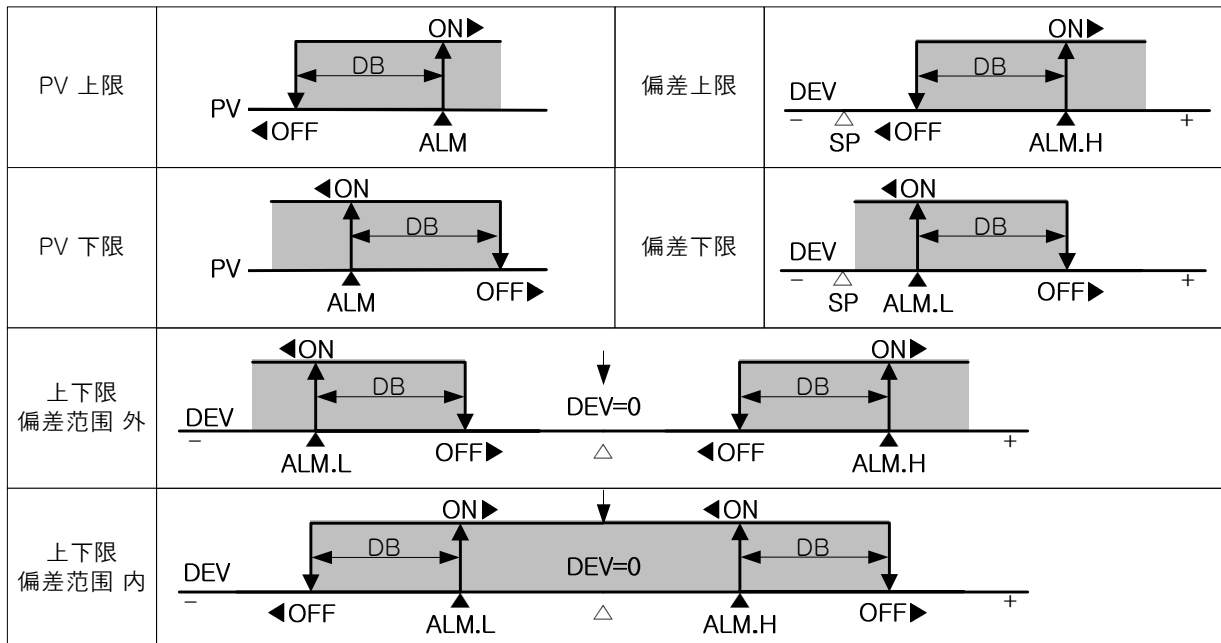 PV 上限
ON▶
DB
PV
◀OFF
ALM
偏差上限
ON▶
DB
DEV
− △ +
SP
◀OFF
ALM.H
PV 下限
◀ON
DB
PV
ALM
OFF▶
偏差下限
◀ON
DB
DEV
− △ +
SP
ALM.L
OFF▶
上下限
偏差范围 外
◀ON
ON▶
DB
DEV=0
DB
DEV
− +
ALM.L
OFF▶
△
◀OFF
ALM.H
上下限
偏差范围 内
ON▶
◀ON
DB
DEV=0
DB
DEV
− +
◀OFF
ALM.L
△
ALM.H
OFF▶